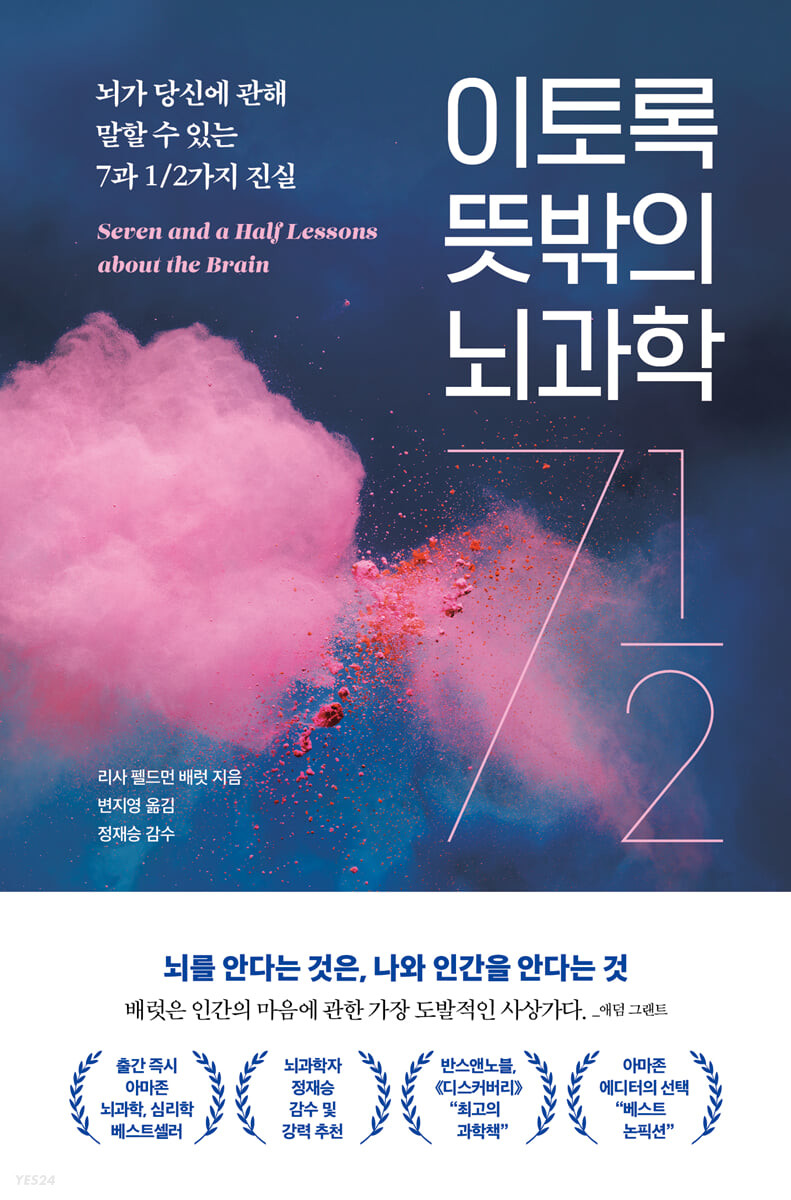 뇌가 당신에 관해
말할 수 있는
7과 1/2가지 진실
Seven and a Half Lessons
about the Brain
이토록
뜻밖의
뇌과학
7 1/2
리사 펠드먼 배럿 지음
변지영 옮김
정재승 감수
뇌를 안다는 것은, 나와 인간을 안다는 것
배럿은 인간의 마음에 관한 가장 도발적인 사상가다. _애덤 그랜트
출간 즉시
아마존
뇌과학, 심리학
베스트셀러
뇌과학자
정재승
감수 및
강력 추천
반스앤노블,
《디스커버리》
“최고의
과학책”
아마존
에디터의 선택
“베스트
논픽션”
YES24